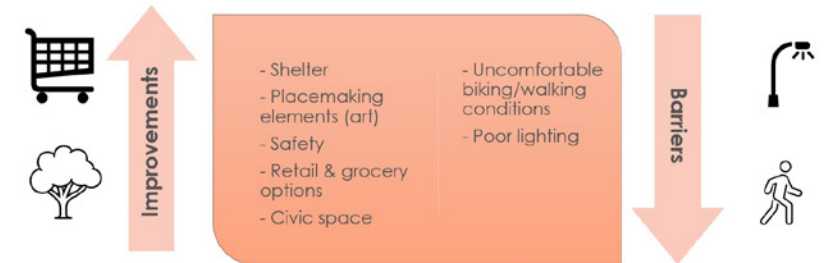 Improvements
- Shelter
- Placemaking
elements (art)
- Safety
- Retail & grocery
options
- Civic space
- Uncomfortable
biking/walking
conditions
- Poor lighting
Barriers